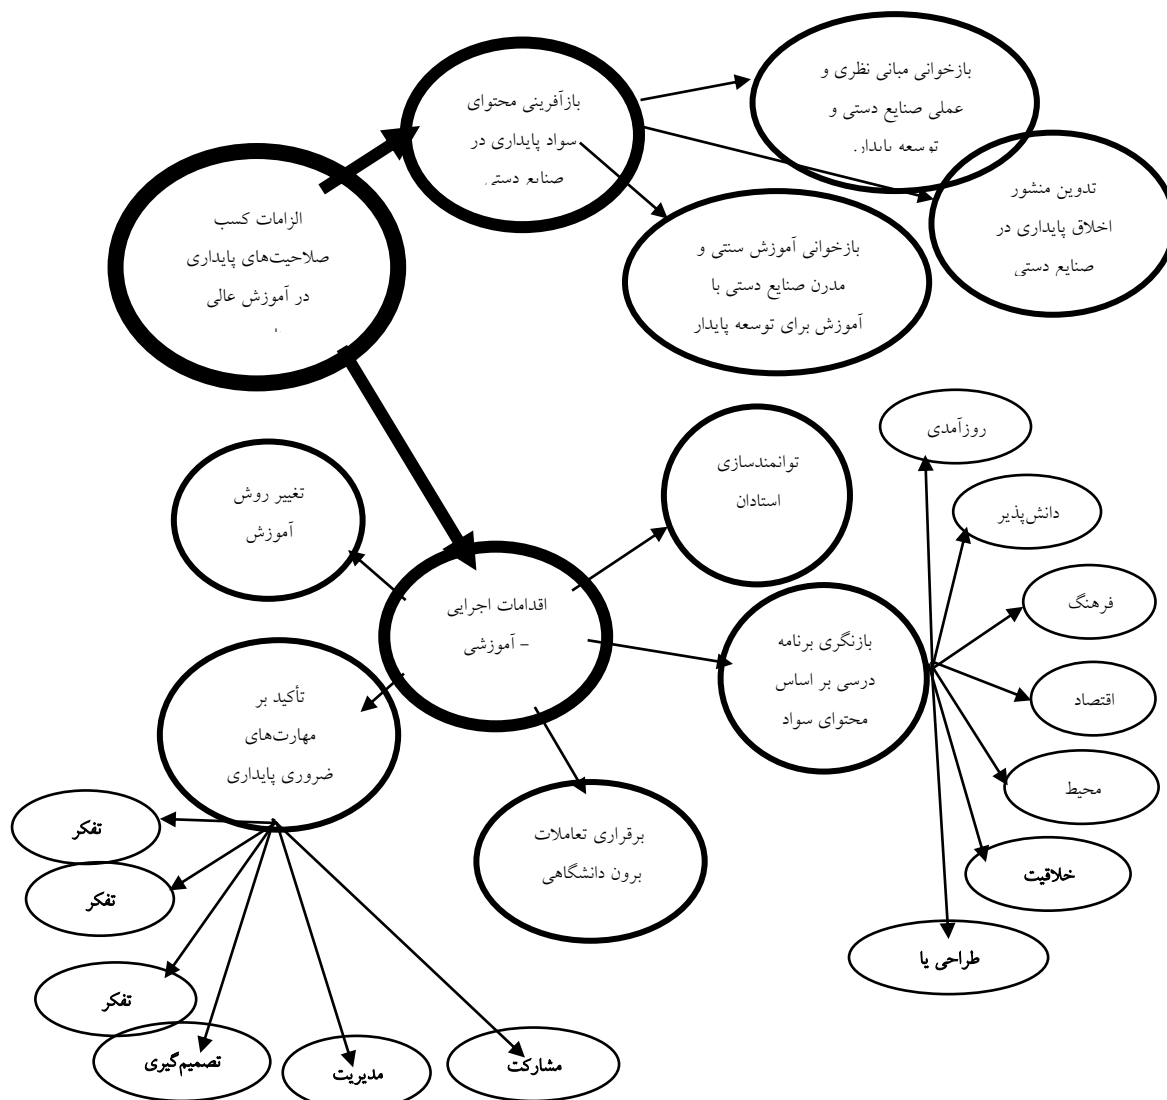 الزامات کسب
صلاحیت‌های پایداری
در آموزش عالی
بازآفرینی محتوای
سواد پایداری در
صنایع دستی
بازخوانی مبانی نظری و
عملی صنایع دستی و
توسعه پایدار.
تدوین منشور
اخلاق پایداری در
صنایع دستی
بازخوانی آموزش سنتی و
مدرن صنایع دستی با
آموزش برای توسعه پایدار
اقدامات اجرایی
– آموزشی
توانمندسازی
استادان
تغییر روش
آموزش
بازنگری برنامه
درسی بر اساس
محتوای سواد
روزآمدی
دانش‌پذیر
فرهنگ
اقتصاد
محیط
خلاقیت
طراحی یا
برقراری تعاملات
برون دانشگاهی
تأکید بر
مهارت‌های
ضروری پایداری
تفکر
تفکر
تفکر
تصمیم‌گیری
مدیریت
مشارکت